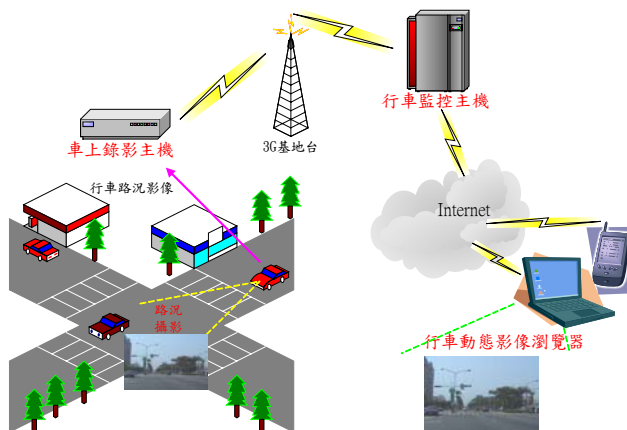 行車監控主機
車上錄影主機
3G基地台
行車路況影像
Internet
路況
攝影
行車動態影像瀏覽器